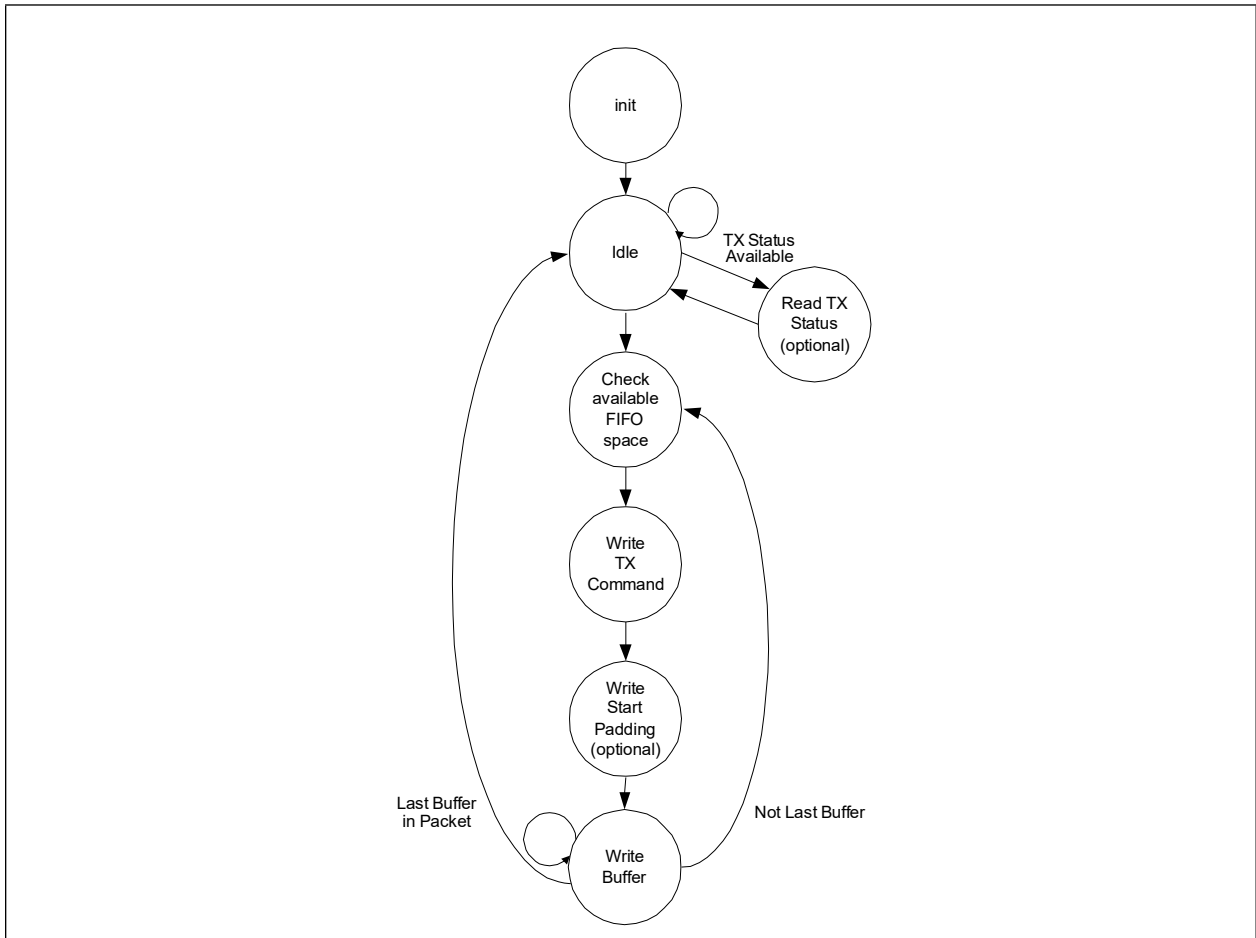 init
Idle
TX Status
Available
Read TX
Status
(optional)
Check
available
FIFO
space
Write
TX
Command
Write
Start
Padding
(optional)
Last Buffer
in Packet
Not Last Buffer
Write
Buffer